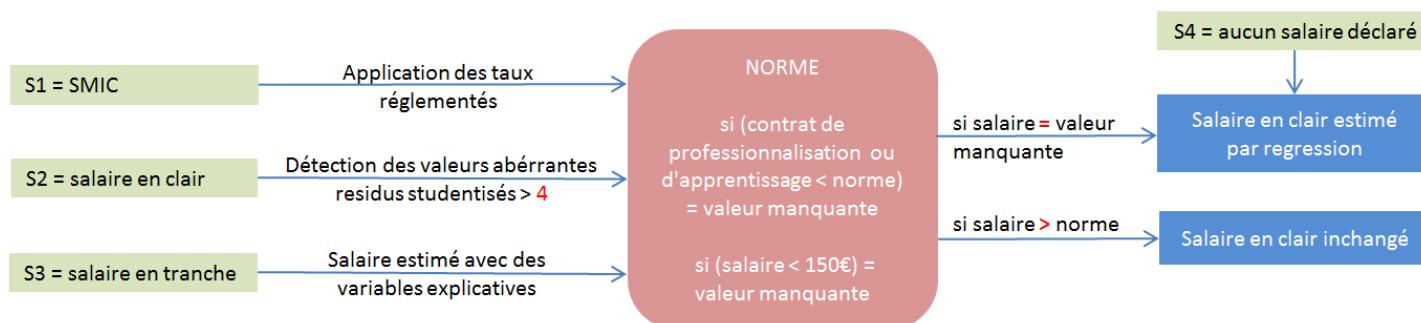 S4 = aucun salaire déclaré
S1 = SMIC
Application des taux
réglementés
S2 = salaire en clair
Détection des valeurs abérrantes
residus studentisés > 4
S3 = salaire en tranche
Salaire estimé avec des
variables explicatives
NORME
si (contrat de
professionnalisation ou
d'apprentissage < norme)
= valeur manquante
si (salaire < 150€) =
valeur manquante
si salaire = valeur
manquante
Salaire en clair estimé
par regression
si salaire > norme
Salaire en clair inchangé